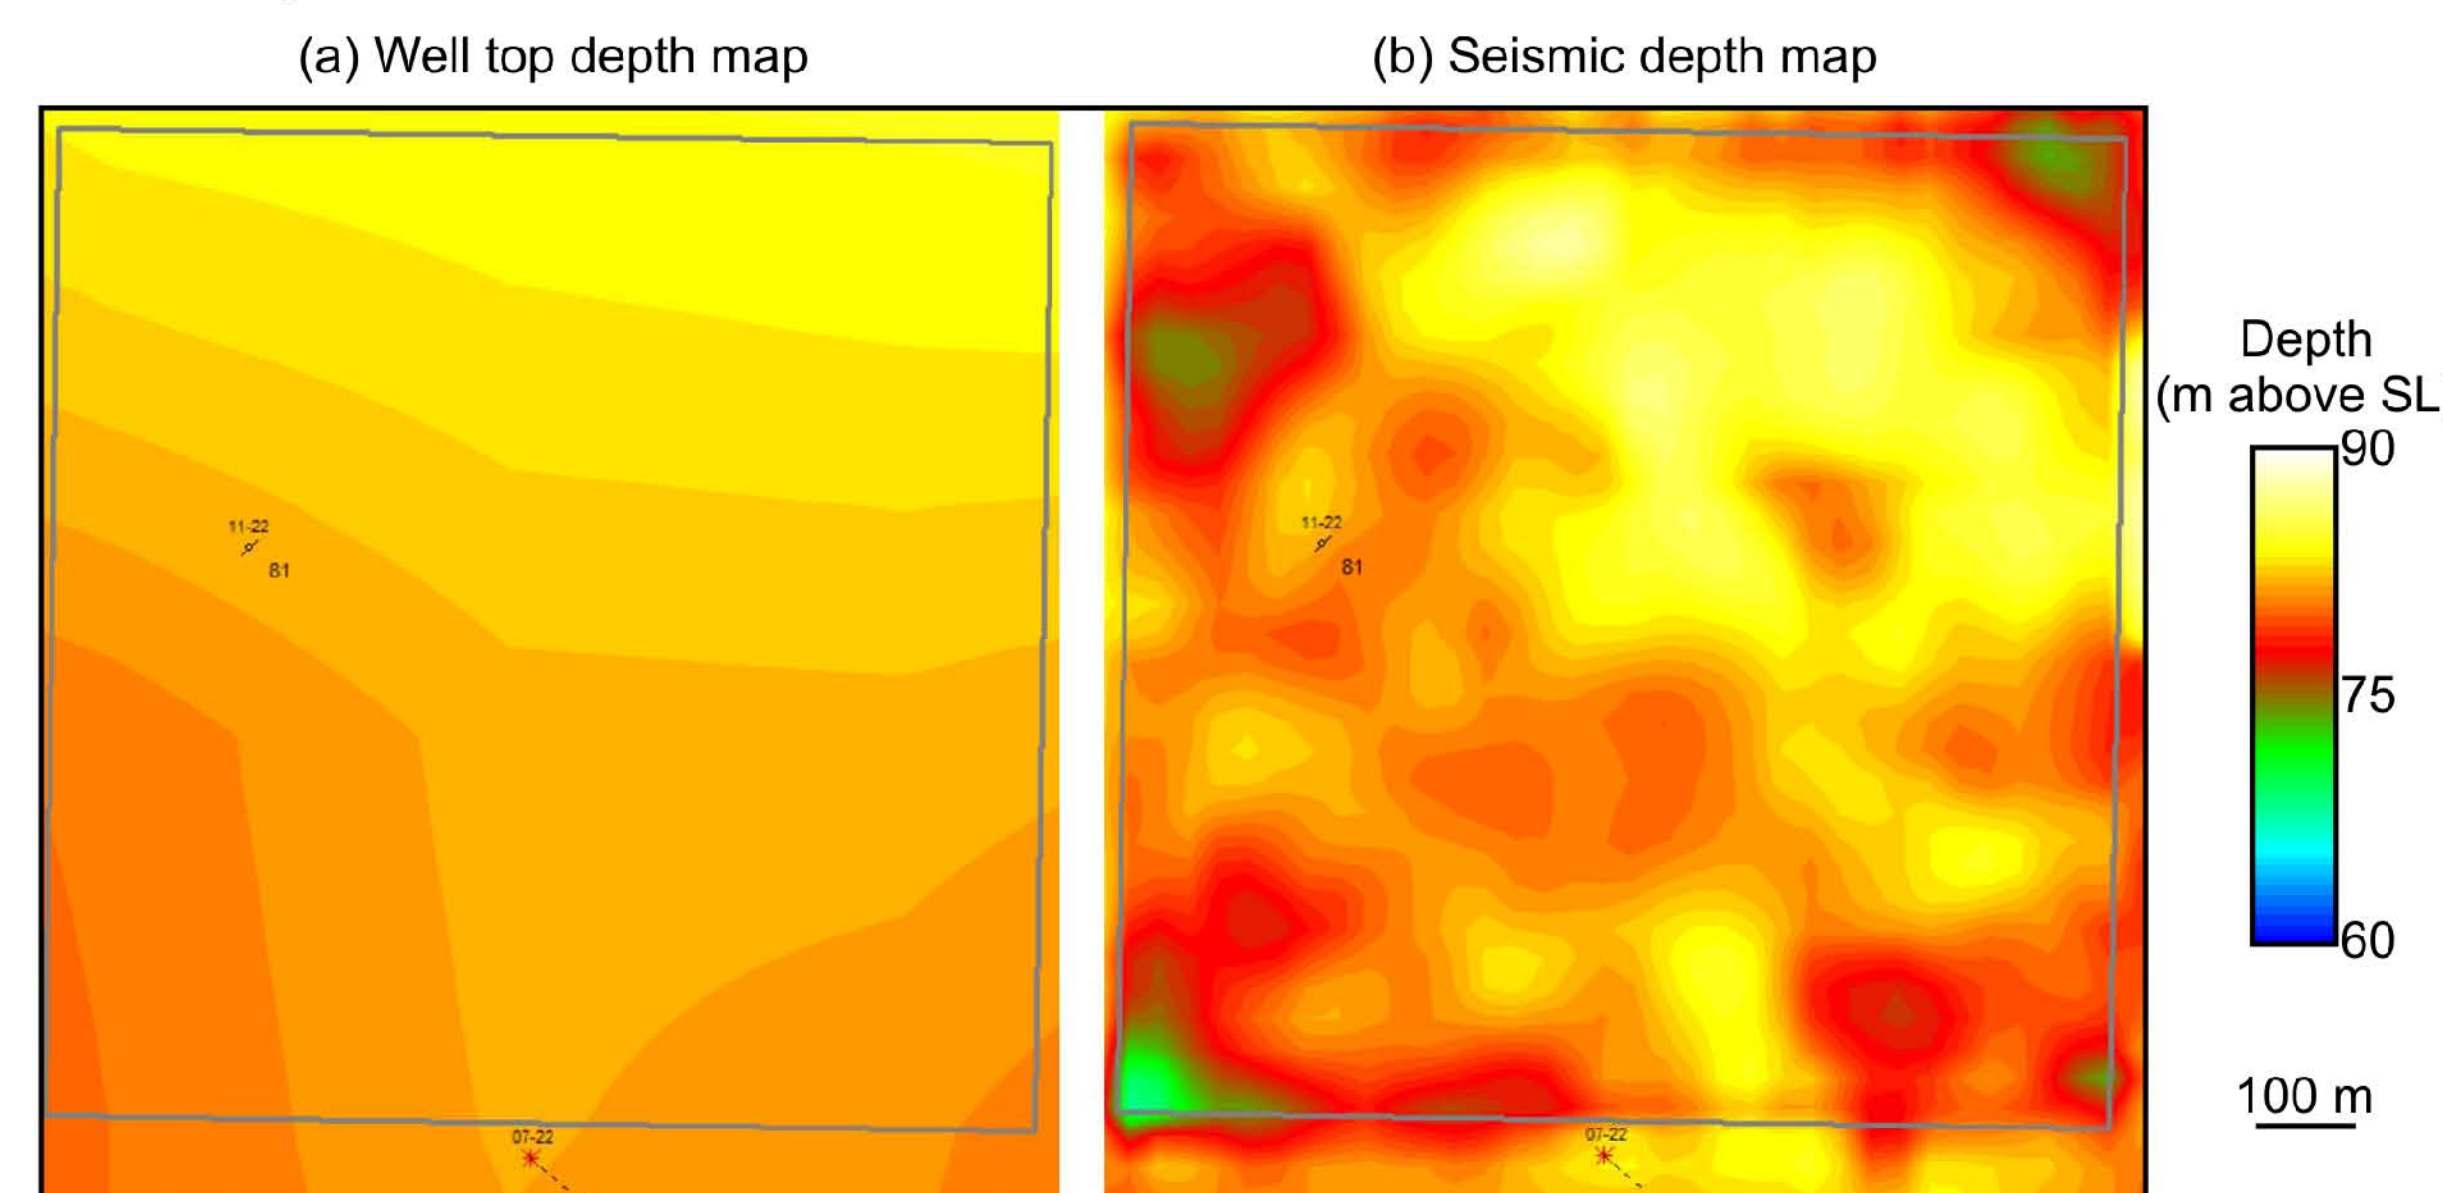 (a) Well top depth map
(b) Seismic depth map
11-22
81
07-22
11-22
81
07-22
Depth
(m above SL)
90
75
60
100 m